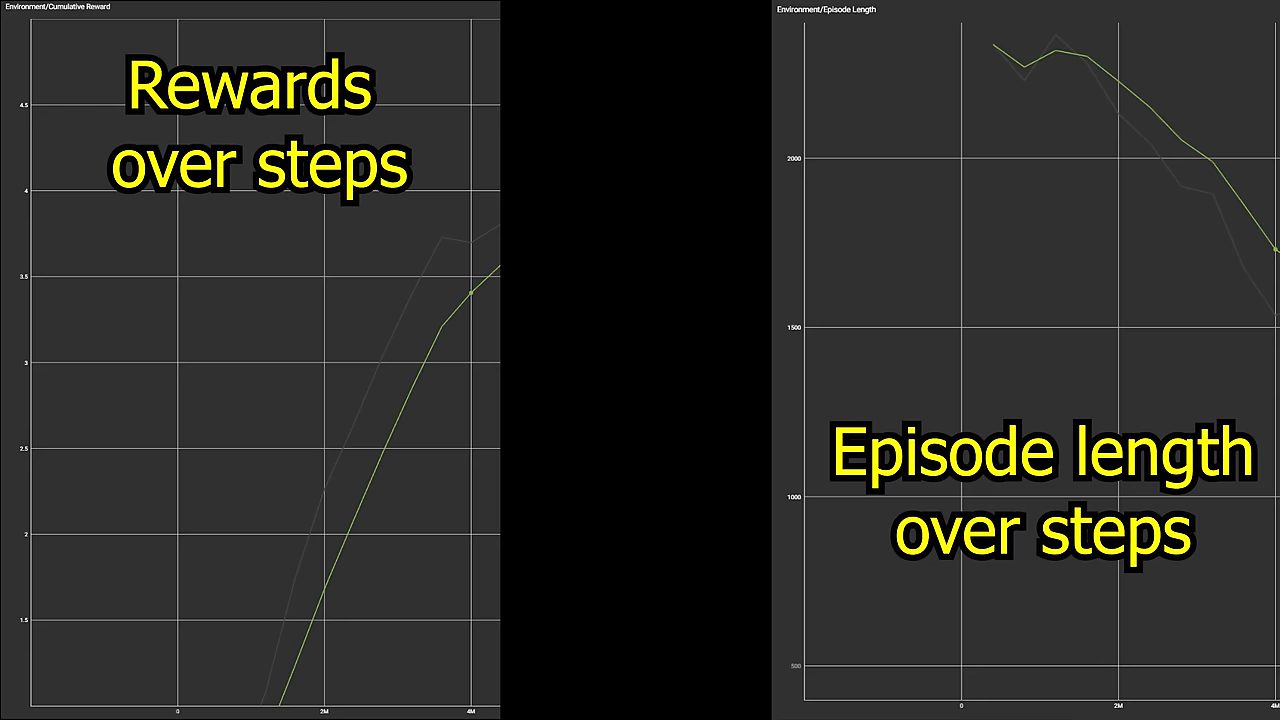 Environment/Cumulative Reward
Rewards
over steps
4.5
4
3.5
3
2.5
2
1.5
0
2M
4M
Environment/Episode Length
2000
1500
1000
500
Episode length
over steps
0
2M
4M